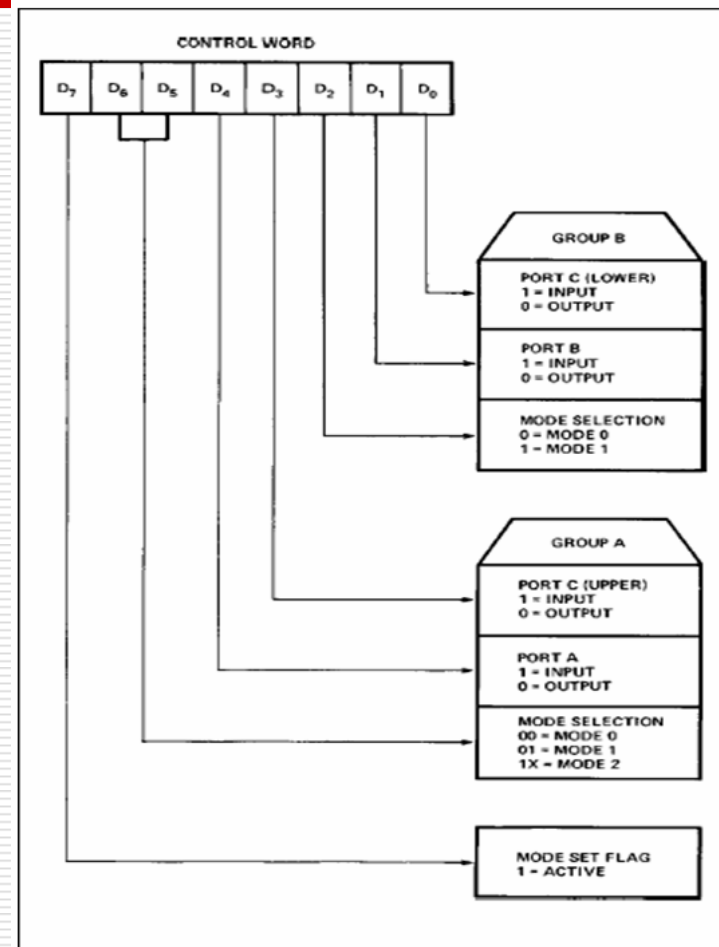 CONTROL WORD
D7 D6 D5 D4 D3 D2 D1 D0
GROUP B
PORT C (LOWER)
1 = INPUT
0 = OUTPUT
PORT B
1 = INPUT
0 = OUTPUT
MODE SELECTION
0 = MODE 0
1 = MODE 1
GROUP A
PORT C (UPPER)
1 = INPUT
0 = OUTPUT
PORT A
1 = INPUT
0 = OUTPUT
MODE SELECTION
00 = MODE 0
01 = MODE 1
1X = MODE 2
MODE SET FLAG
1 = ACTIVE